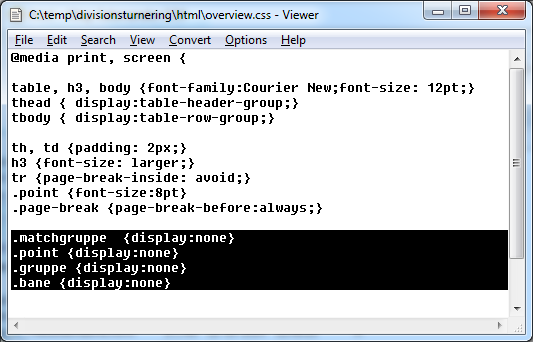 C:\temp\divisionsturnering\html\overview.css - Viewer
File Edit Search View Convert Options Help
@media print, screen {
table, h3, body {font-family:Courier New;font-size: 12pt;}
thead { display:table-header-group;}
tbody { display:table-row-group;}
th, td {padding: 2px;}
h3 {font-size: larger;}
tr {page-break-inside: avoid;}
.point {font-size:8pt}
.page-break {page-break-before:always;}
.matchgruppe  {display:none}
.point {display:none}
.gruppe {display:none}
.bane {display:none}